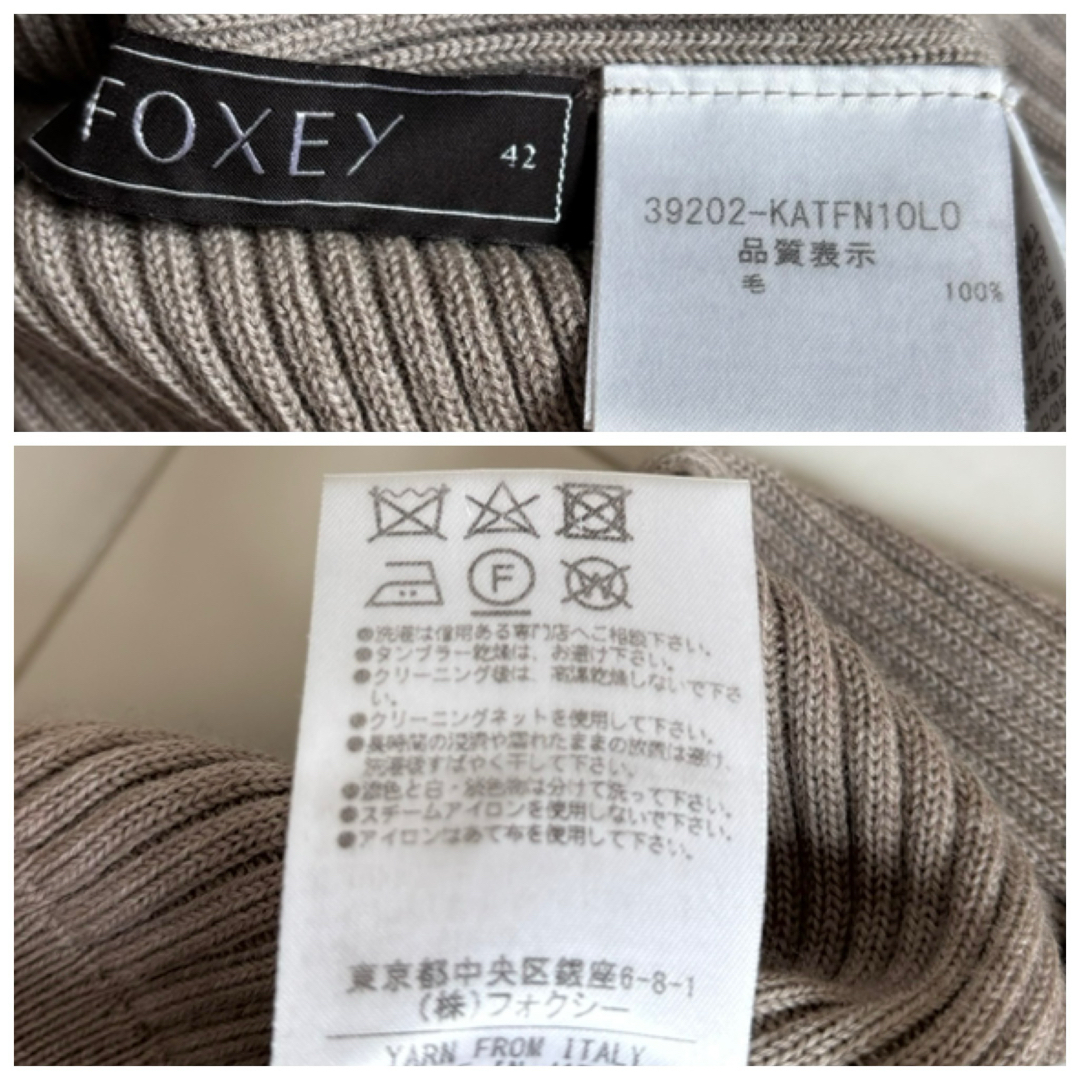 FOXEY
42
39202-KATFN10LO
品質表示
毛 100%
F
W
●洗濯は信用ある専門店へご相談下さい。
●タンブラー乾燥は、お避け下さい。
●クリーニング後は、高温乾燥しないで下さ
い。
●クリーニングネットを使用して下さい。
●長時間の浸漬や濡れたままの放置は避け、
洗濯後すばやく干して下さい。
●濃色と白・淡色物は分けて洗って下さい。
●スチームアイロンを使用しないで下さい。
●アイロンはあて布を使用して下さい。
東京都中央区銀座6-8-1
(株)フォクシー
YARN FROM ITALY